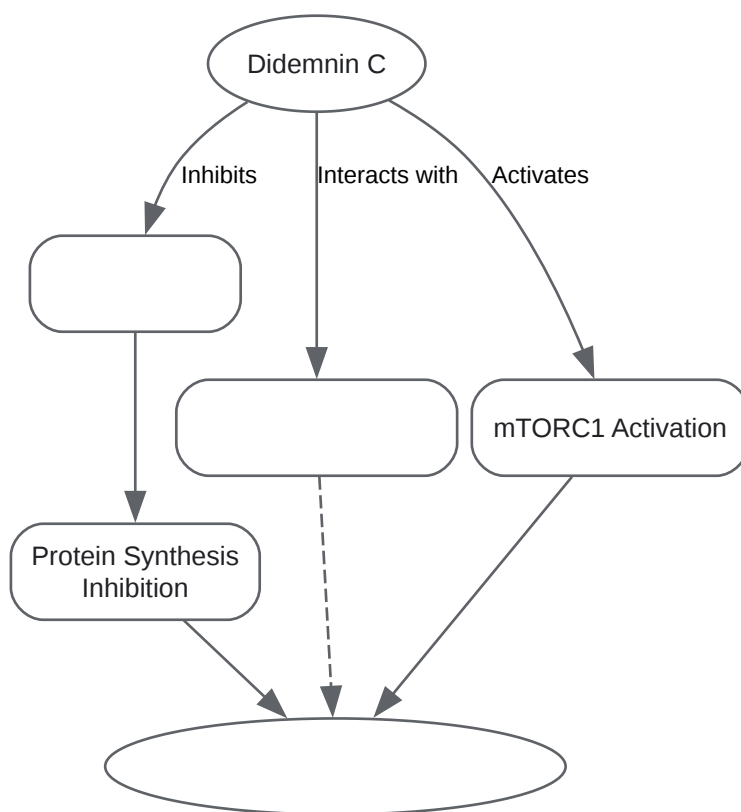 Didemnin C
Inhibits
Interacts with
Activates
mTORC1 Activation
Protein Synthesis
Inhibition